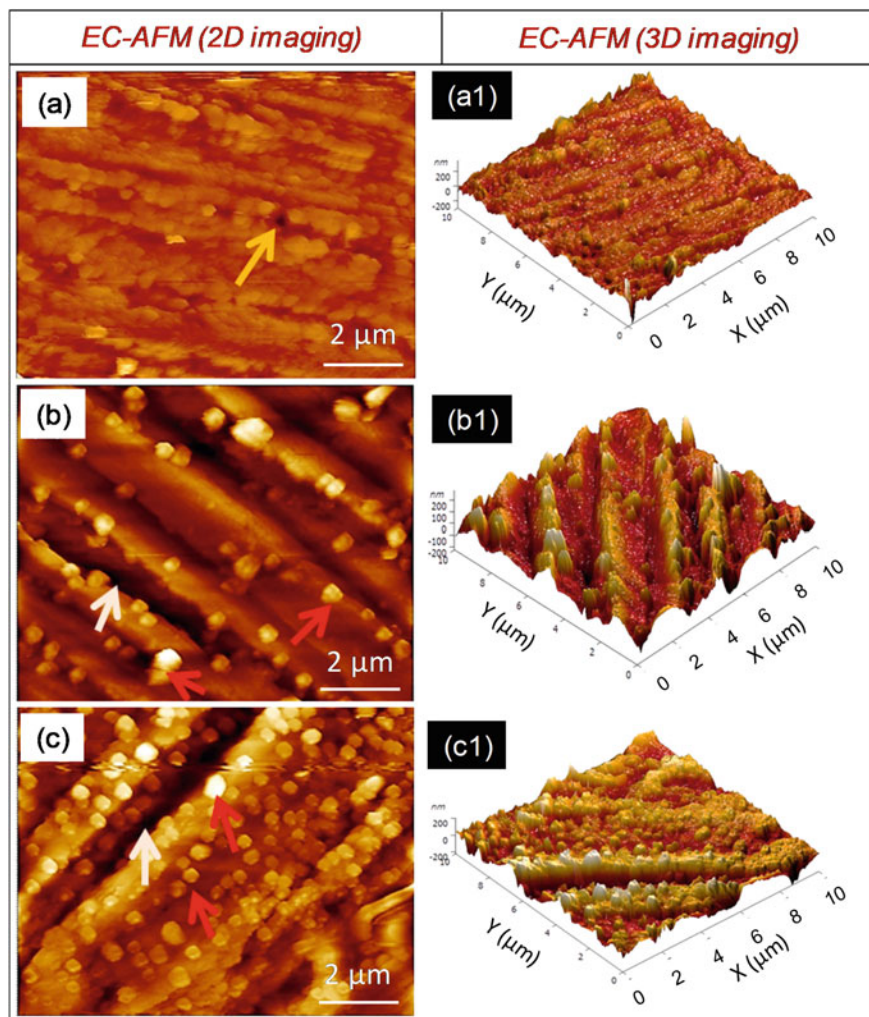 EC-AFM (2D imaging)
EC-AFM (3D imaging)
(a)
2 μm
(a1)
nm
200
0
-200
10
8
6
4
2
0
Y (μm)
0 2 4 6 8 10
X (μm)
(b)
2 μm
(b1)
nm
200
100
0
-100
-200
10
8
6
4
2
0
Y (μm)
0 2 4 6 8 10
X (μm)
(c)
2 μm
(c1)
nm
200
0
-200
10
8
6
4
2
0
Y (μm)
0 2 4 6 8 10
X (μm)